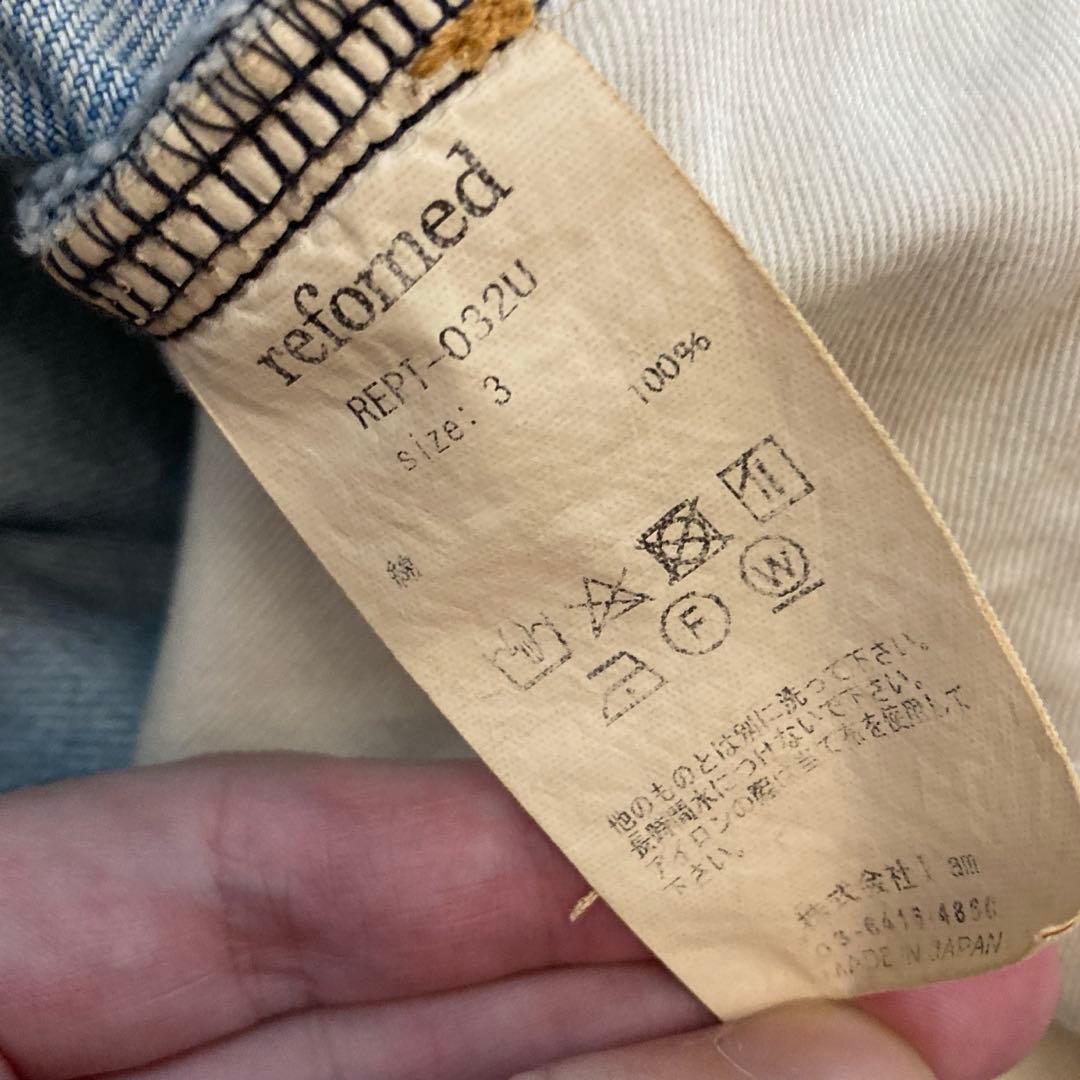 refomed
REPT-032U
size: 3
綿 100%
F W
他のものとは別に洗って下さい。
長時間水につけないで下さい。
アイロンの際は当て布を使用して
下さい。
株式会社I am
MADE IN JAPAN